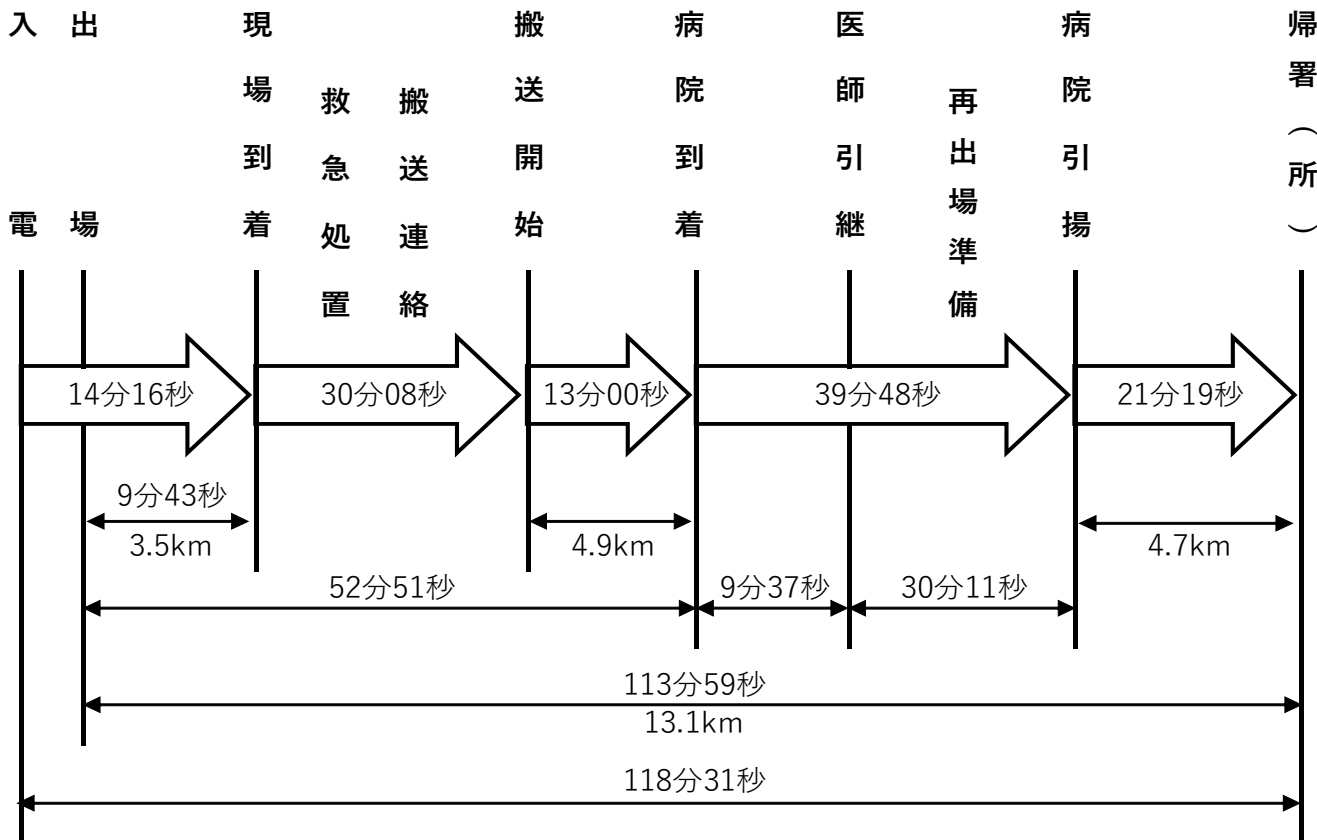 入電
出場
現場到着
救急処置
搬送連絡
搬送開始
病院到着
医師引継
再出場準備
病院引揚
帰署(所)
14分16秒
30分08秒
13分00秒
39分48秒
21分19秒
9分43秒
3.5km
4.9km
4.7km
52分51秒
9分37秒
30分11秒
113分59秒
13.1km
118分31秒